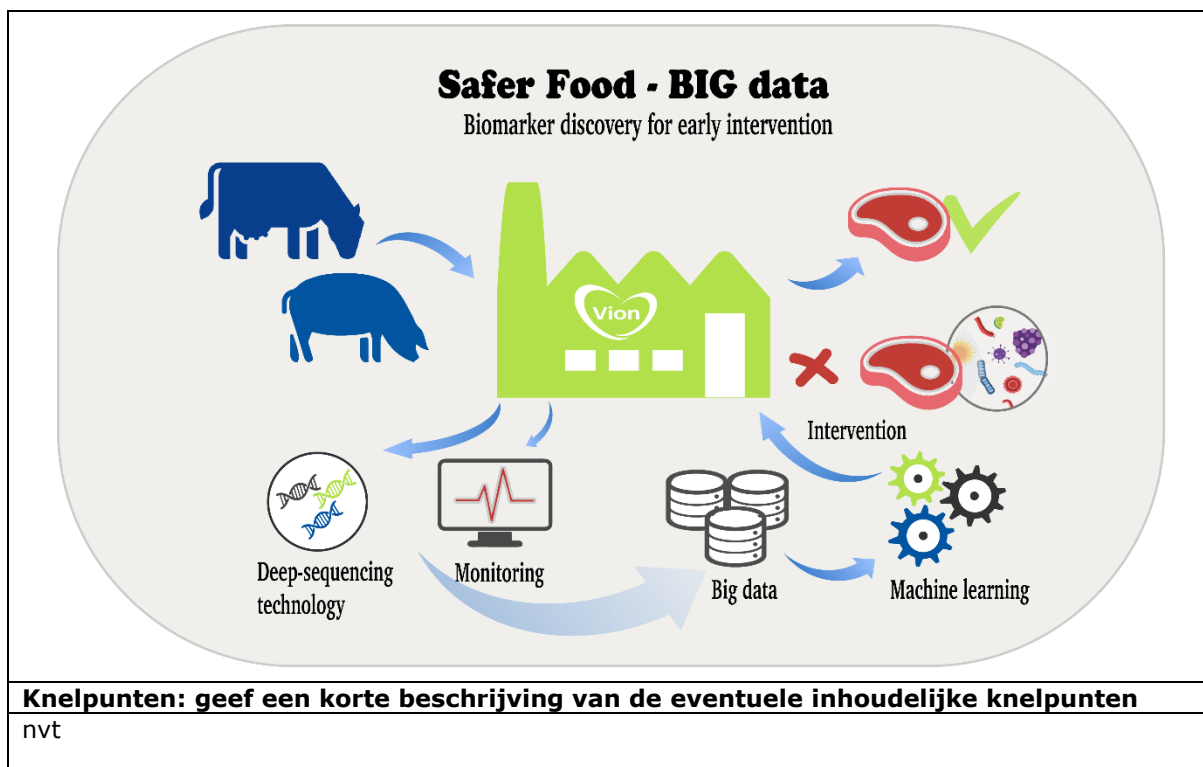 Safer Food - BIG data
Biomarker discovery for early intervention
Vion
Intervention
Deep-sequencing
technology
Monitoring
Big data
Machine learning
Knelpunten: geef een korte beschrijving van de eventuele inhoudelijke knelpunten
nvt